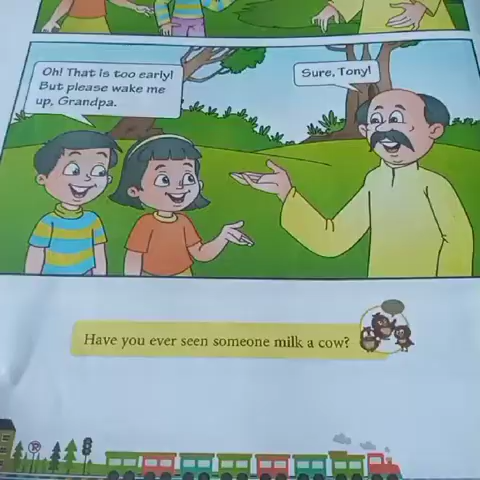 Oh! That is too early!
But please wake me
up, Grandpa.
Sure, Tony!
Have you ever seen someone milk a cow?